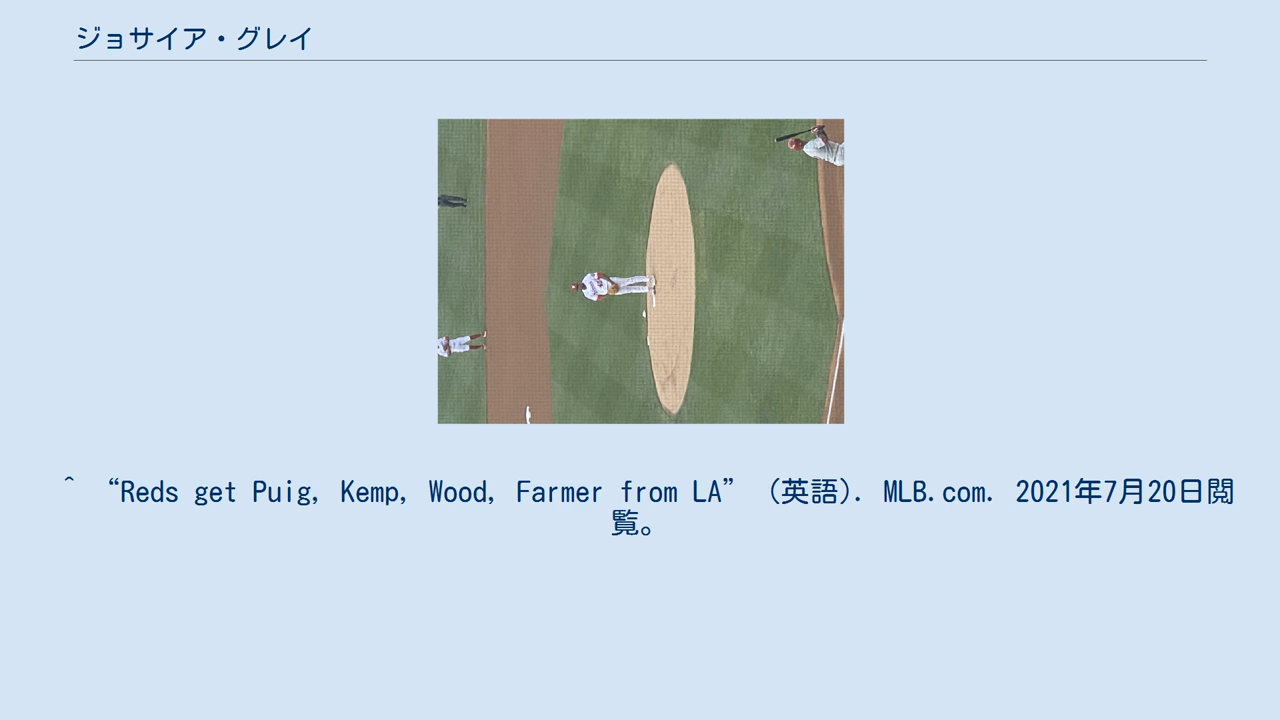 ジョサイア・グレイ
^ “Reds get Puig, Kemp, Wood, Farmer from LA” (英語). MLB.com. 2021年7月20日閲
覧。